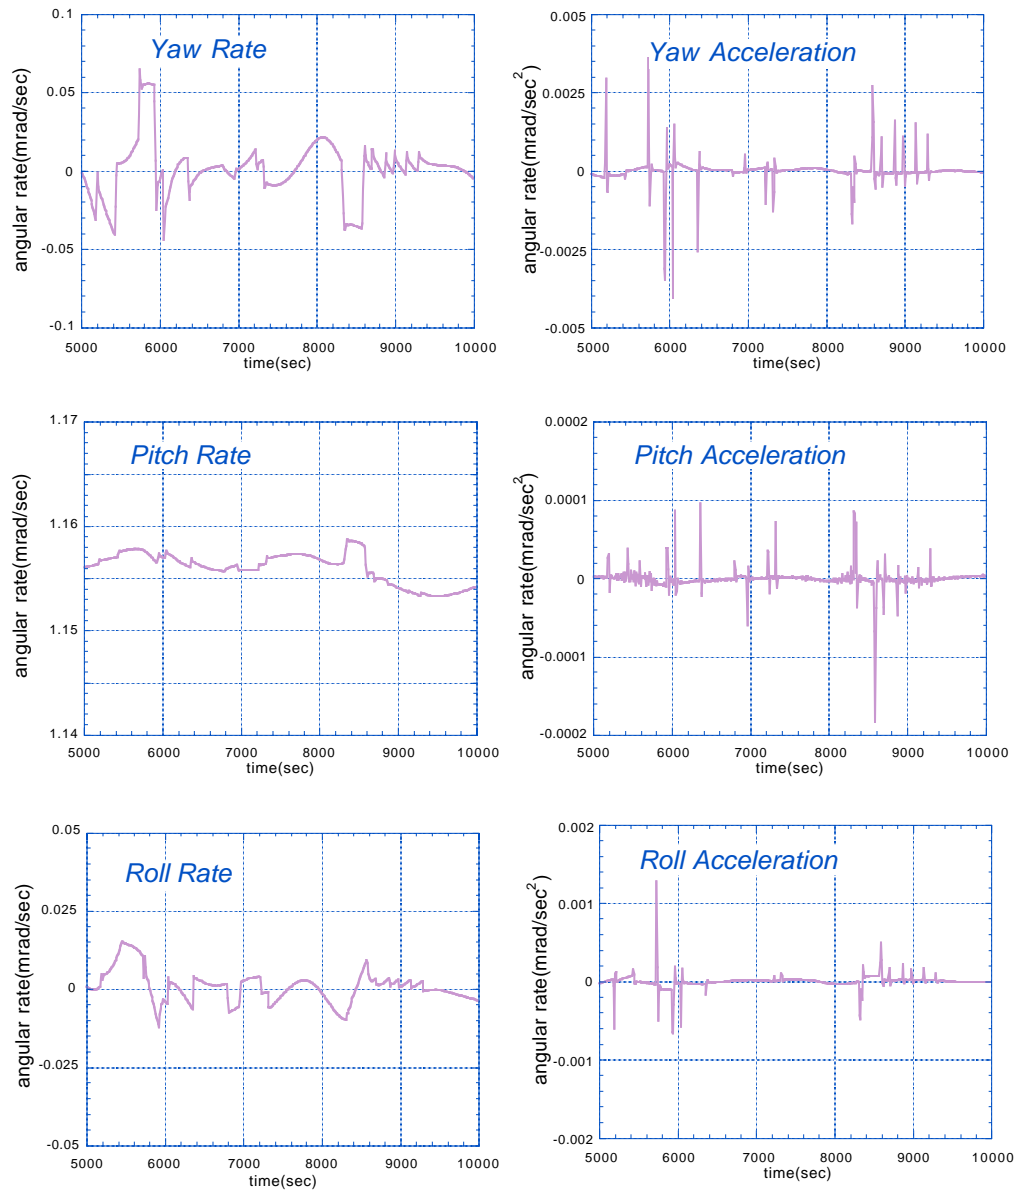 Yaw Rate
angular rate(mrad/sec)
0.1
0.05
0
-0.05
-0.1
5000 6000 7000 8000 9000 10000
time(sec)
Yaw Acceleration
angular rate(mrad/sec2)
0.005
0.0025
0
-0.0025
-0.005
5000 6000 7000 8000 9000 10000
time(sec)
Pitch Rate
angular rate(mrad/sec)
1.17
1.16
1.15
1.14
5000 6000 7000 8000 9000 10000
time(sec)
Pitch Acceleration
angular rate(mrad/sec2)
0.0002
0.0001
0
-0.0001
-0.0002
5000 6000 7000 8000 9000 10000
time(sec)
Roll Rate
angular rate(mrad/sec)
0.05
0.025
0
-0.025
-0.05
5000 6000 7000 8000 9000 10000
time(sec)
Roll Acceleration
angular rate(mrad/sec2)
0.002
0.001
0
-0.001
-0.002
5000 6000 7000 8000 9000 10000
time(sec)